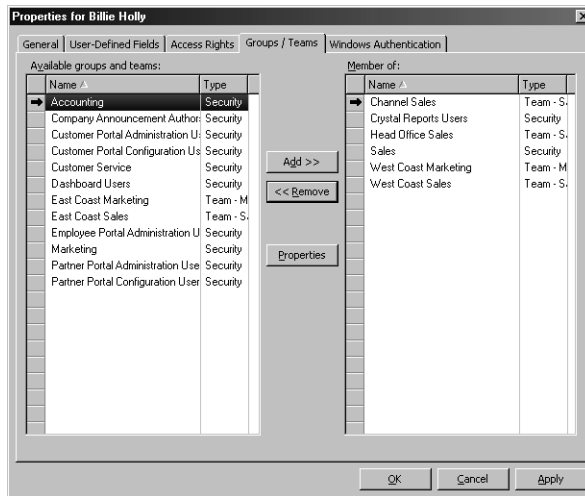 Properties for Billie Holly
General User-Defined Fields Access Rights Groups / Teams Windows Authentication
Available groups and teams:
Name Type
Accounting Security
Company Announcement Author Security
Customer Portal Administration U Security
Customer Portal Configuration Us Security
Customer Service Security
Dashboard Users Security
East Coast Marketing Team - M
East Coast Sales Team - S
Employee Portal Administration U Security
Marketing Security
Partner Portal Administration Use Security
Partner Portal Configuration User Security
Add >>
<< Remove
Properties
Member of:
Name Type
Channel Sales Team - S
Crystal Reports Users Security
Head Office Sales Team - S
Sales Security
West Coast Marketing Team - M
West Coast Sales Team - S
OK Cancel Apply